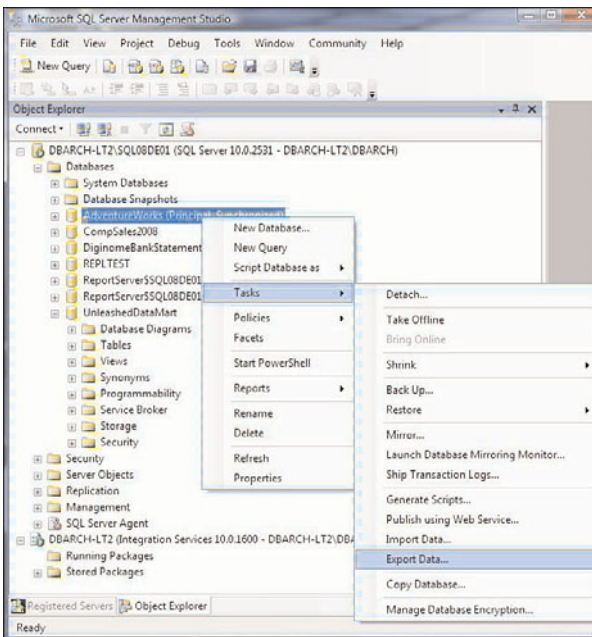 Microsoft SQL Server Management Studio
File Edit View Project Debug Tools Window Community Help
New Query
Object Explorer
Connect
DBARCH-LT2\SQL08DE01 (SQL Server 10.0.2531 - DBARCH-LT2\DBARCH)
Databases
System Databases
Database Snapshots
AdventureWorks (Principal, Synchronized)
CompSales2008
DiginomeBankStatement
REPLTEST
ReportServer$SQL08DE01
ReportServer$SQL08DE01
UnleashedDataMart
Database Diagrams
Tables
Views
Synonyms
Programmability
Service Broker
Storage
Security
Security
Server Objects
Replication
Management
SQL Server Agent
DBARCH-LT2 (Integration Services 10.0.1600 - DBARCH-LT2\DBA
Running Packages
Stored Packages
New Database...
New Query
Script Database as
Tasks
Policies
Facets
Start PowerShell
Reports
Rename
Delete
Refresh
Properties
Detach...
Take Offline
Bring Online
Shrink
Back Up...
Restore
Mirror...
Launch Database Mirroring Monitor...
Ship Transaction Logs...
Generate Scripts...
Publish using Web Service...
Import Data...
Export Data...
Copy Database...
Manage Database Encryption...
Registered Servers Object Explorer
Ready